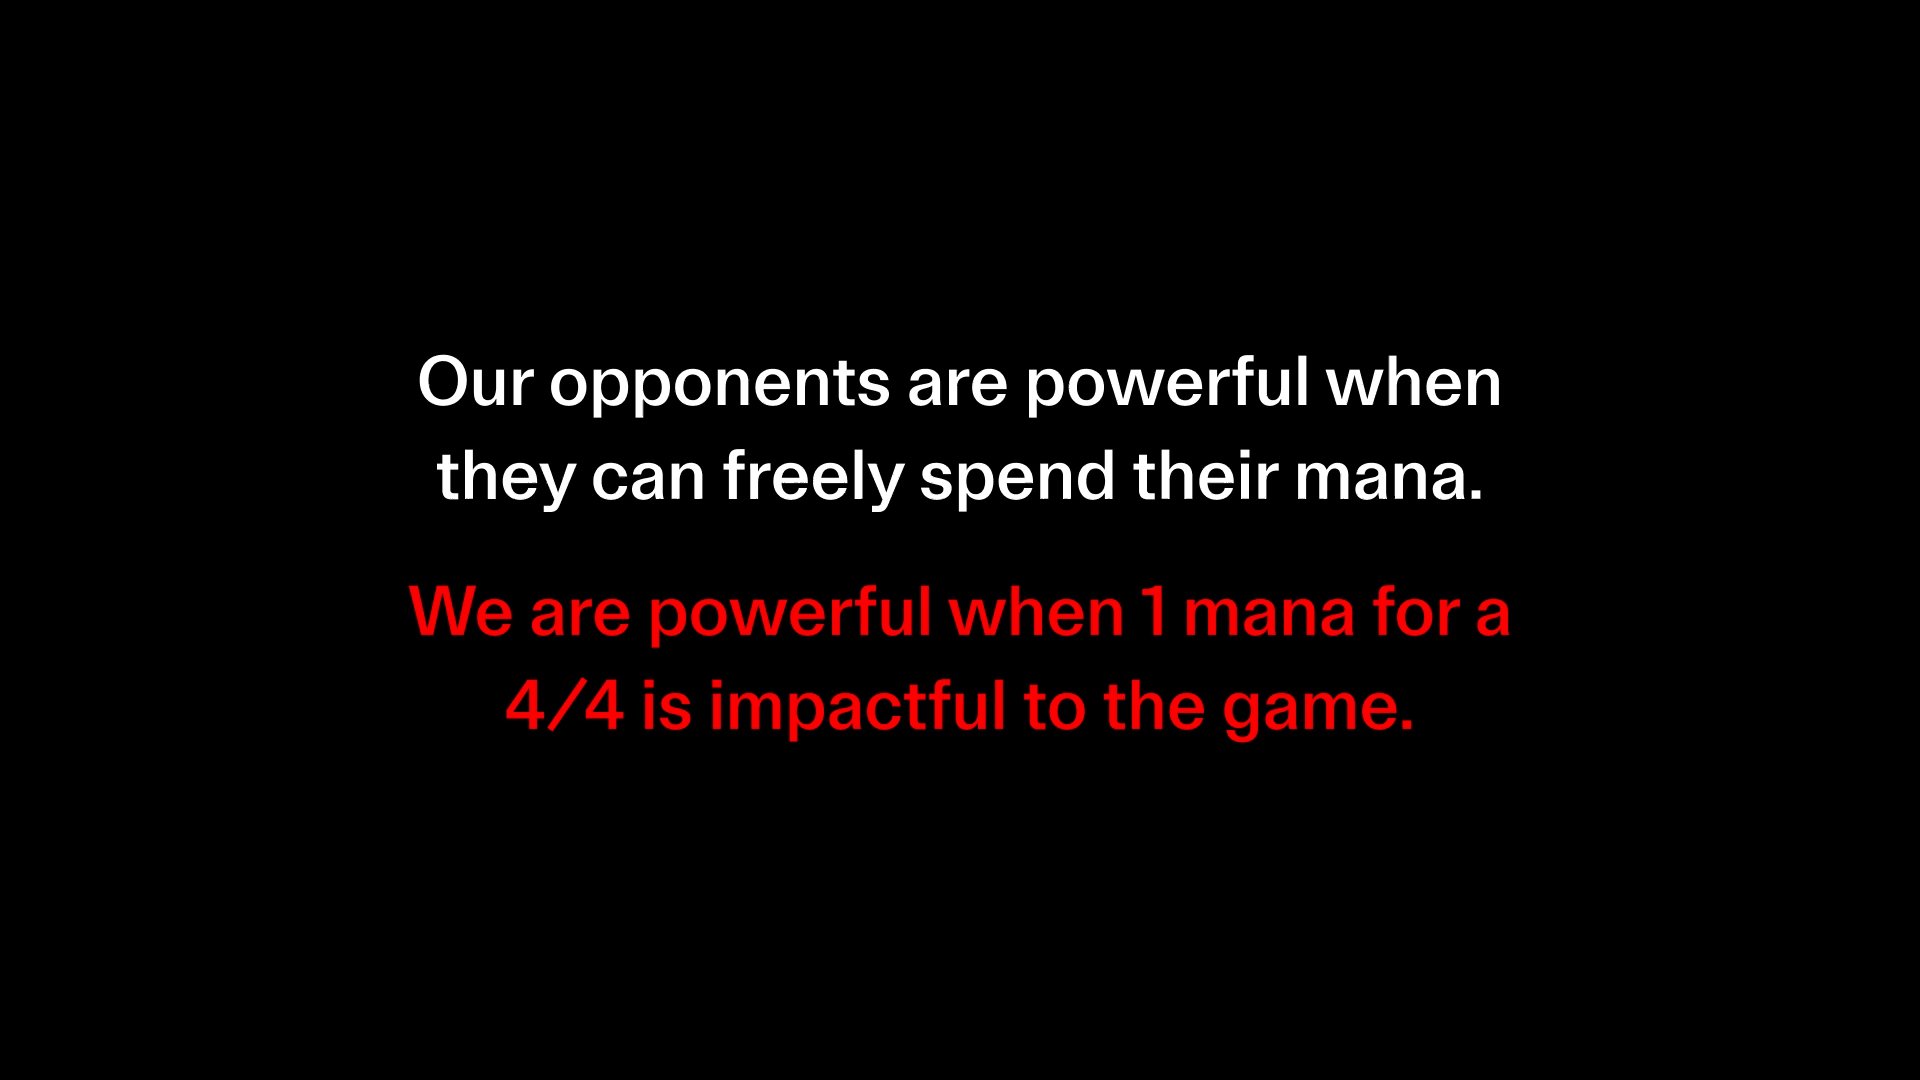 Our opponents are powerful when
they can freely spend their mana.
We are powerful when 1 mana for a
4/4 is impactful to the game.